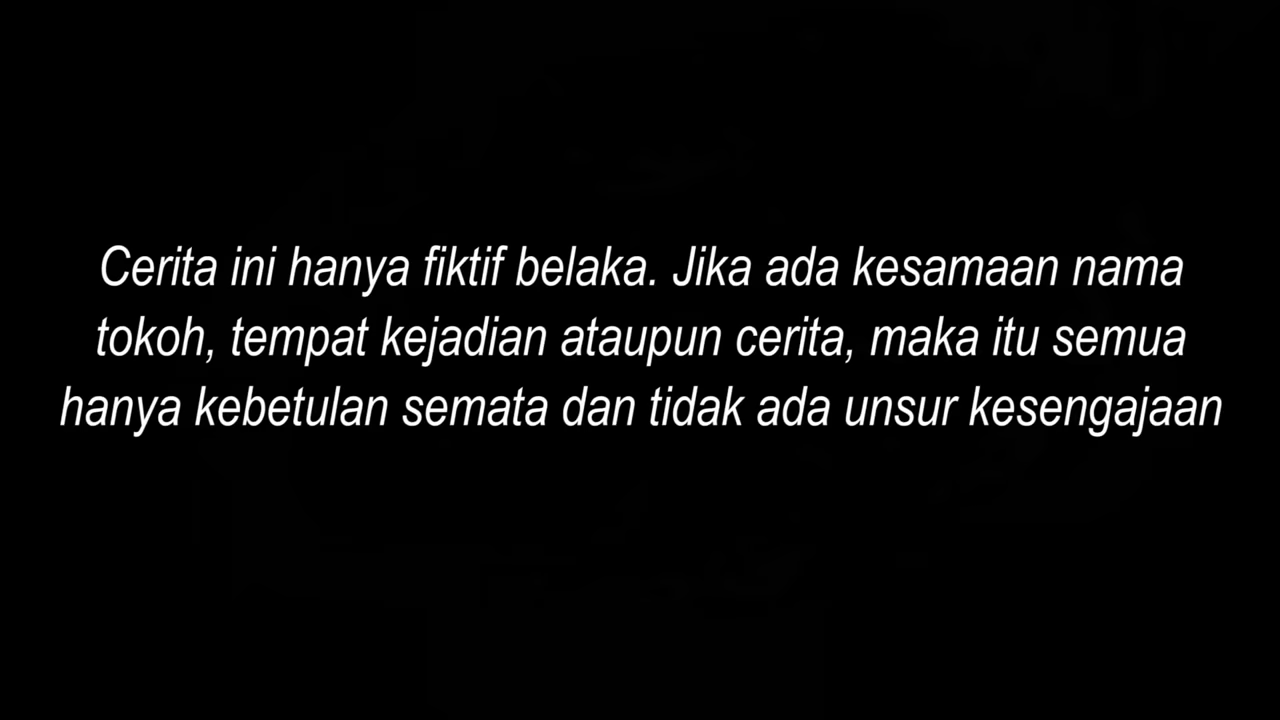 Cerita ini hanya fiktif belaka. Jika ada kesamaan nama
tokoh, tempat kejadian ataupun cerita, maka itu semua
hanya kebetulan semata dan tidak ada unsur kesengajaan